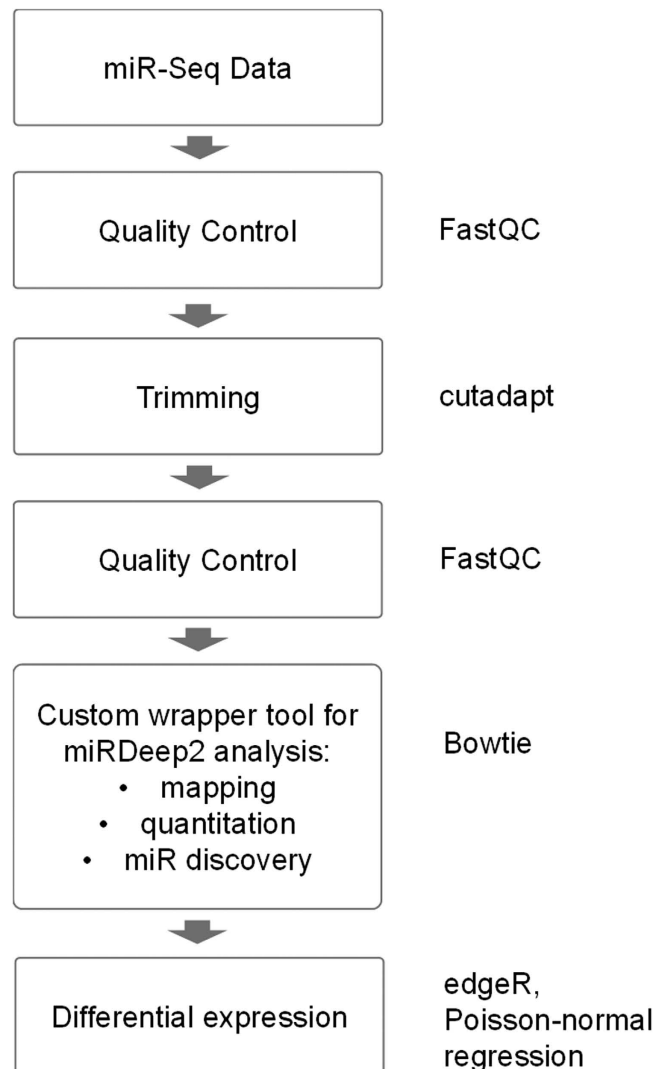 miR-Seq Data
Quality Control
FastQC
Trimming
cutadapt
Quality Control
FastQC
Custom wrapper tool for
miRDeep2 analysis:
• mapping
• quantitation
• miR discovery
Bowtie
Differential expression
edgeR,
Poisson-normal
regression